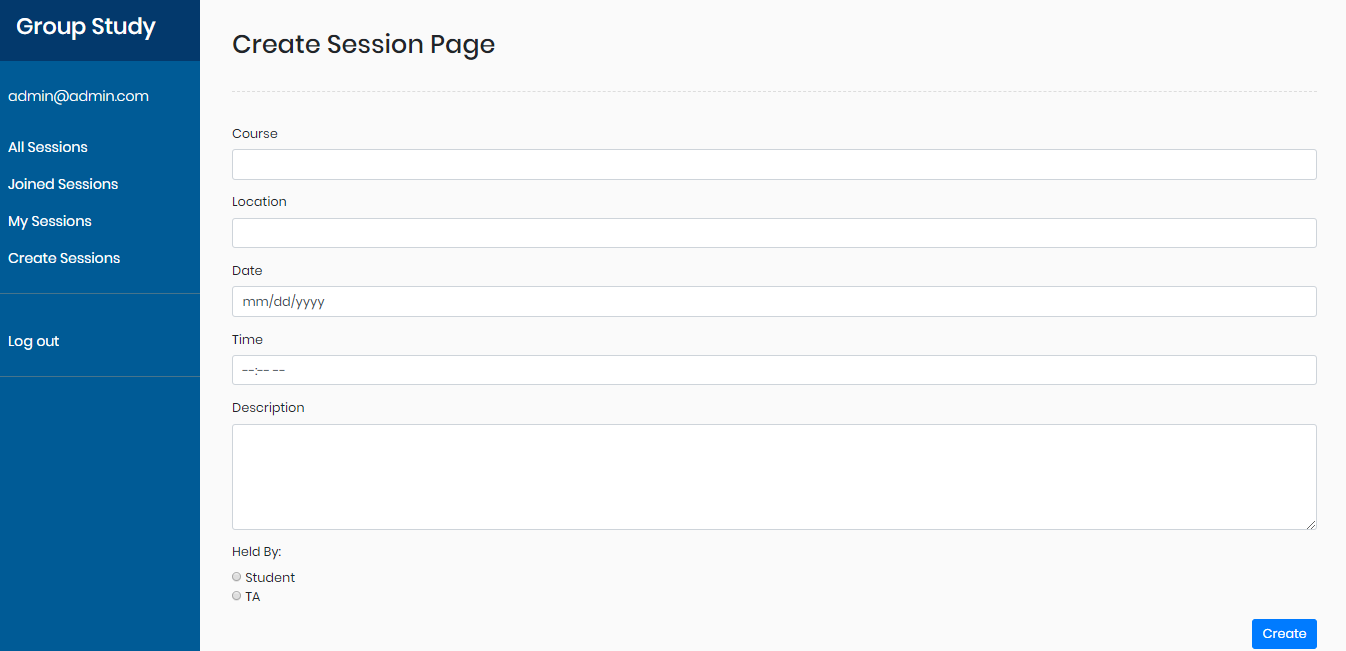 Group Study
admin@admin.com
All Sessions
Joined Sessions
My Sessions
Create Sessions
Log out
Create Session Page
Course
Location
Date
mm/dd/yyyy
Time
--:-- --
Description
Held By:
Student
TA
Create